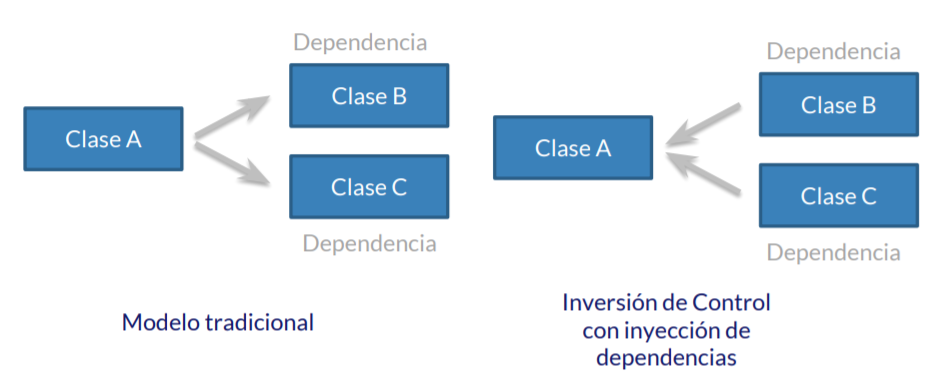 Dependencia
Clase B
Clase A
Clase C
Dependencia
Modelo tradicional
Dependencia
Clase B
Clase A
Clase C
Dependencia
Inversión de Control
con inyección de
dependencias